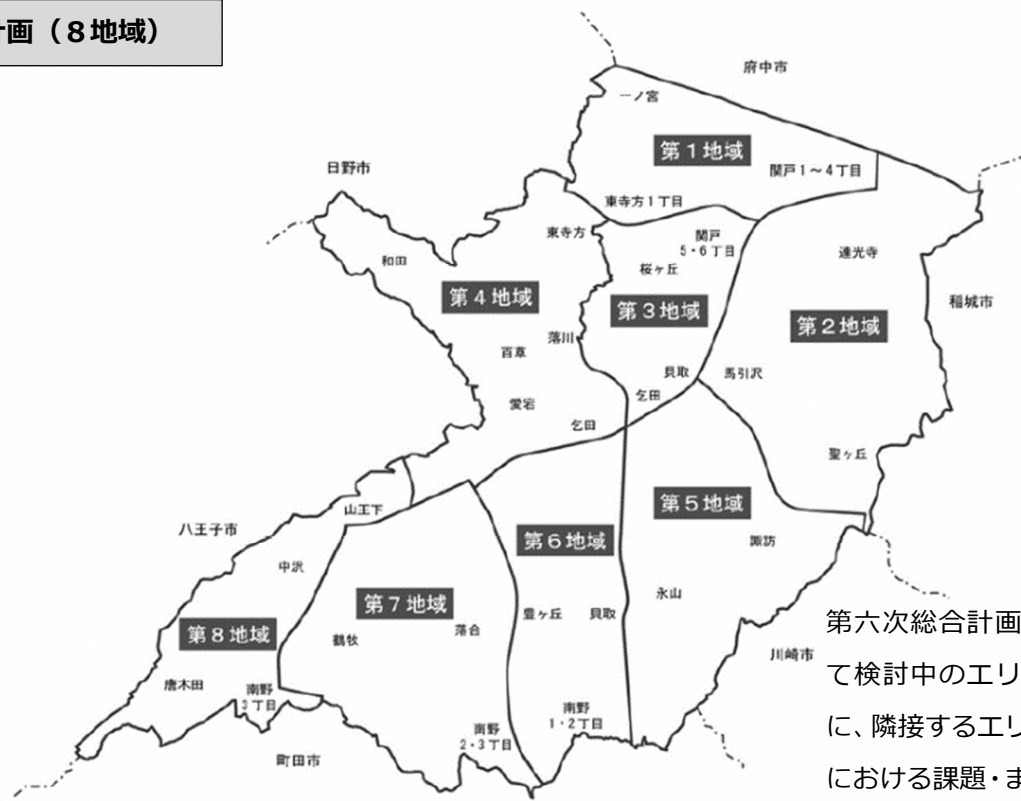 計画（８地域）
府中市
一ノ宮
第１地域
関戸１～４丁目
日野市
東寺方１丁目
東寺方
関戸
５・６丁目
連光寺
和田
桜ヶ丘
第４地域
第３地域
稲城市
第２地域
落川
百草
貝取
馬引沢
乞田
愛宕
乞田
聖ヶ丘
山王下
第５地域
八王子市
第６地域
諏訪
中沢
永山
第７地域
豊ヶ丘
貝取
第８地域
鶴牧
落合
川崎市
唐木田
南野
３丁目
南野
１・２丁目
南野
２・３丁目
町田市
第六次総合計画
て検討中のエリ
に、隣接するエリ
における課題・ま